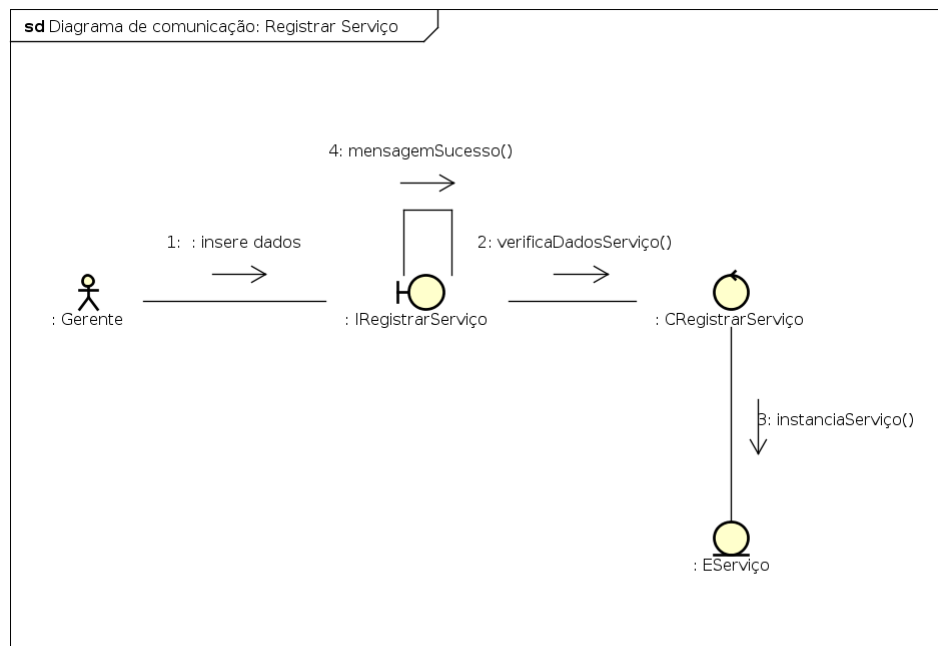 sd Diagrama de comunicação: Registrar Serviço
4: mensagemSucesso()
1:  : insere dados
2: verificaDadosServiço()
: Gerente
: IRegistrarServiço
: CRegistrarServiço
3: instanciaServiço()
: EServiço